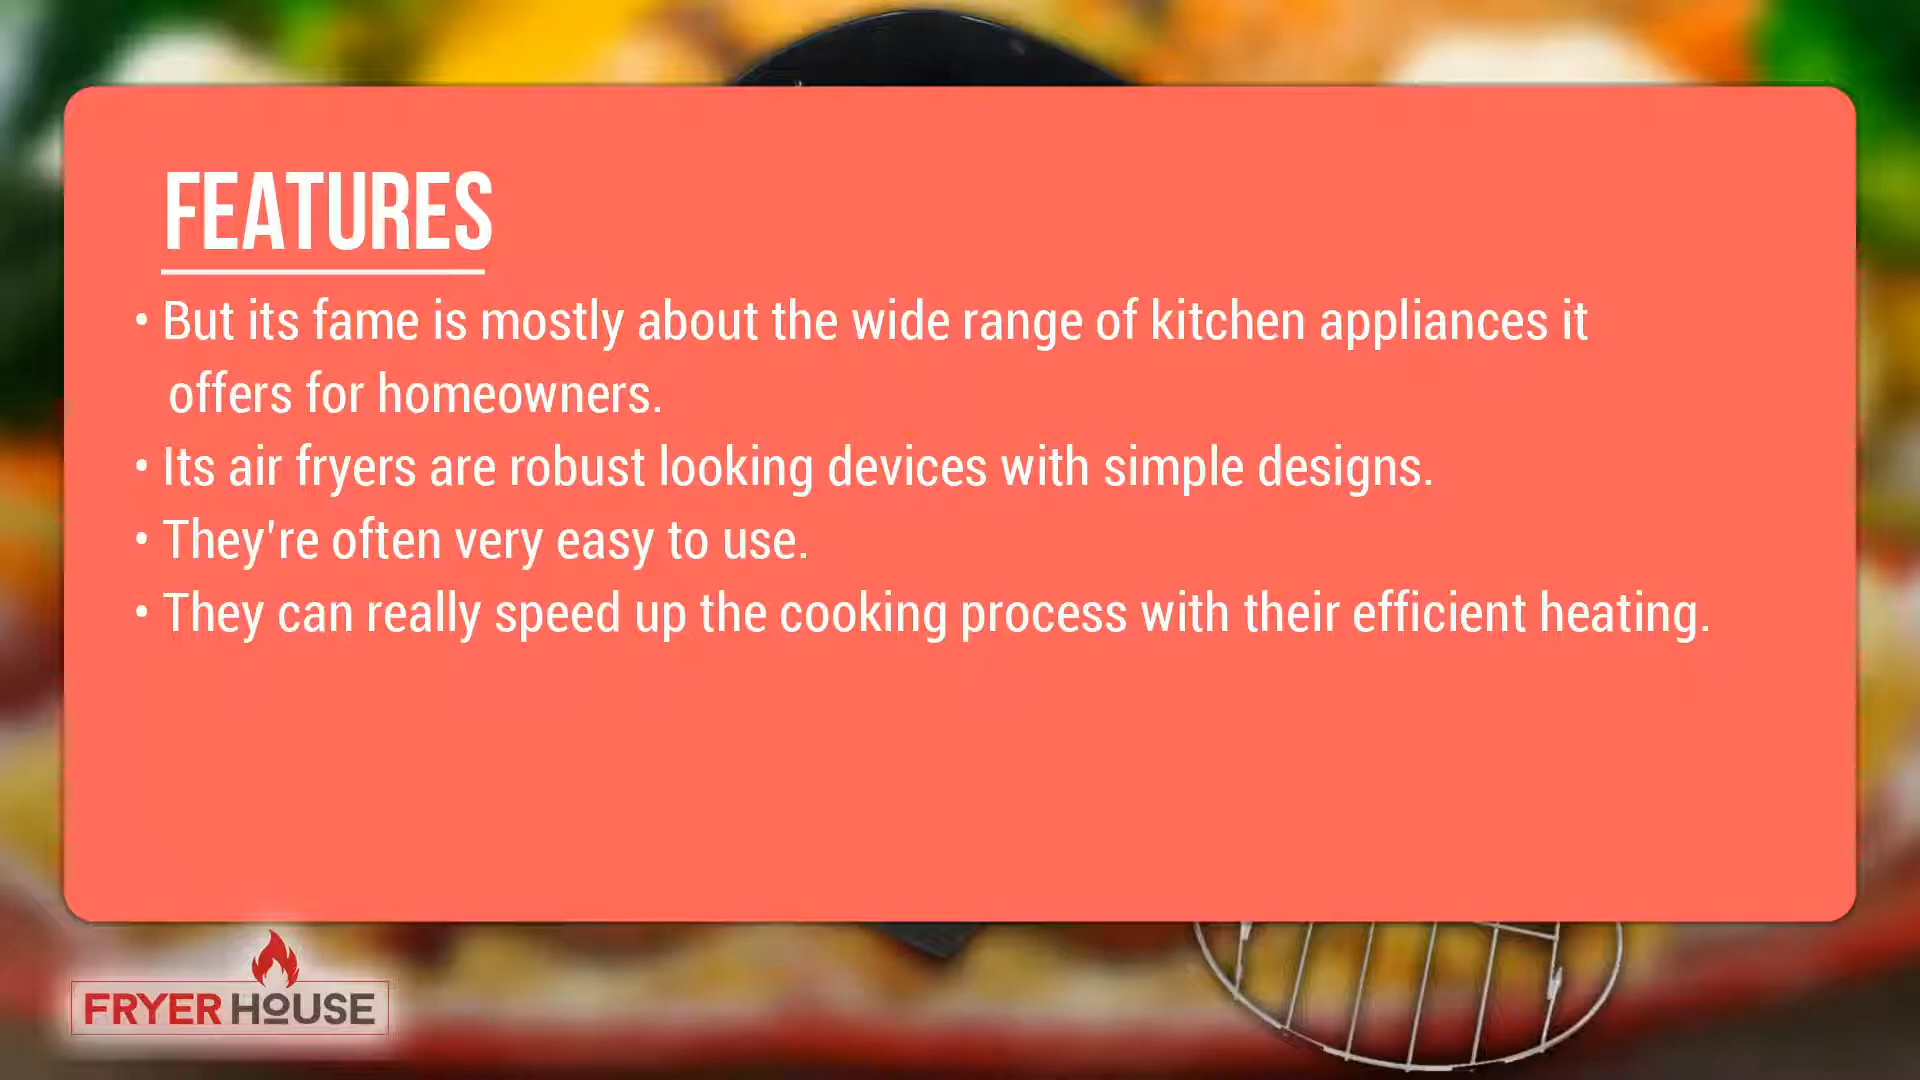 FEATURES
• But its fame is mostly about the wide range of kitchen appliances it
offers for homeowners.
• Its air fryers are robust looking devices with simple designs.
• They're often very easy to use.
• They can really speed up the cooking process with their efficient heating.
FRYER HOUSE